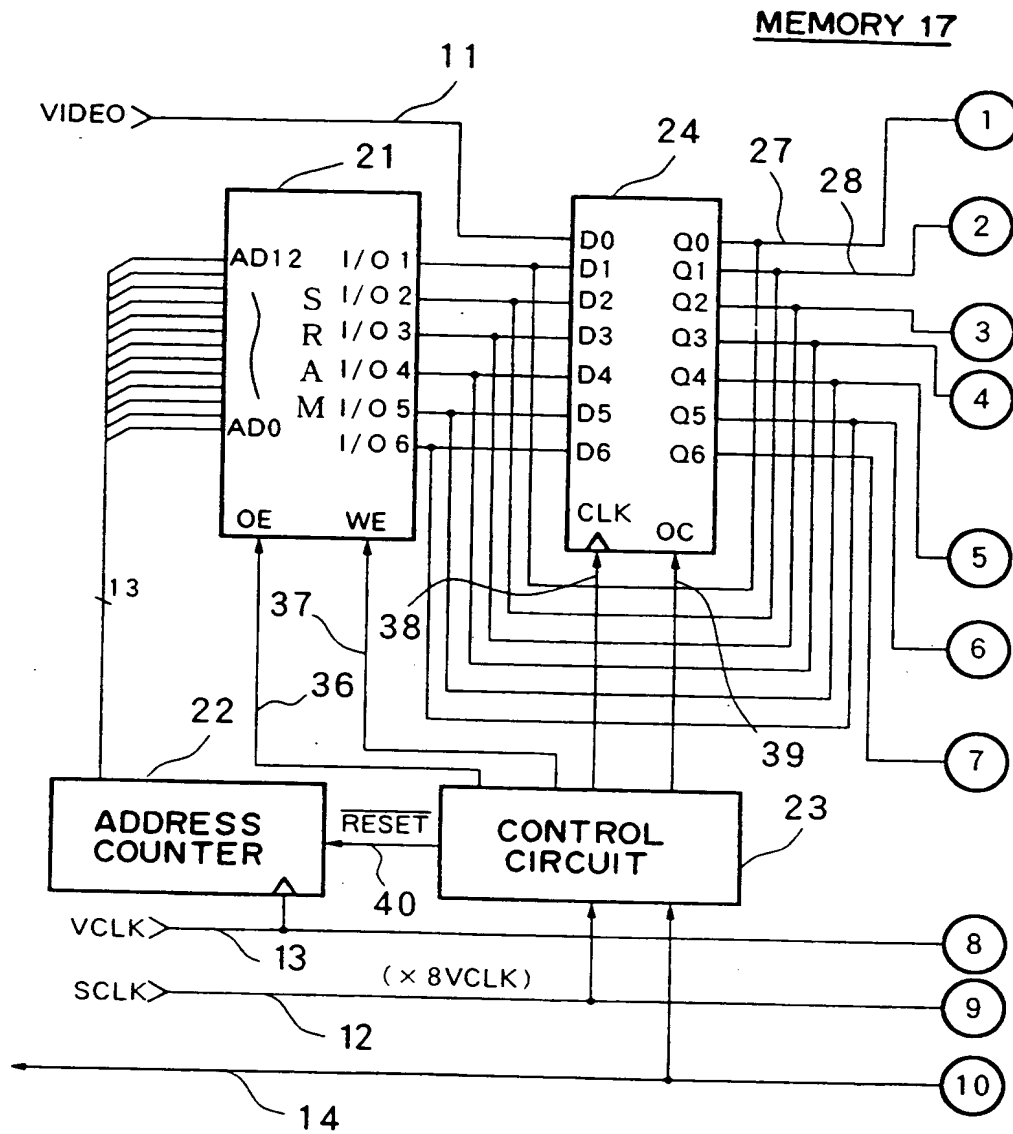 MEMORY 17
11
VIDEO
21
24
27
28
1
2
3
4
5
6
7
AD12
AD0
I/O 1
I/O 2
I/O 3
I/O 4
I/O 5
I/O 6
SRAM
OE
WE
D0
D1
D2
D3
D4
D5
D6
Q0
Q1
Q2
Q3
Q4
Q5
Q6
CLK
OC
13
37
38
36
39
22
ADDRESS
COUNTER
RESET
40
CONTROL
CIRCUIT
23
VCLK
13
8
SCLK
(× 8VCLK)
12
9
14
10